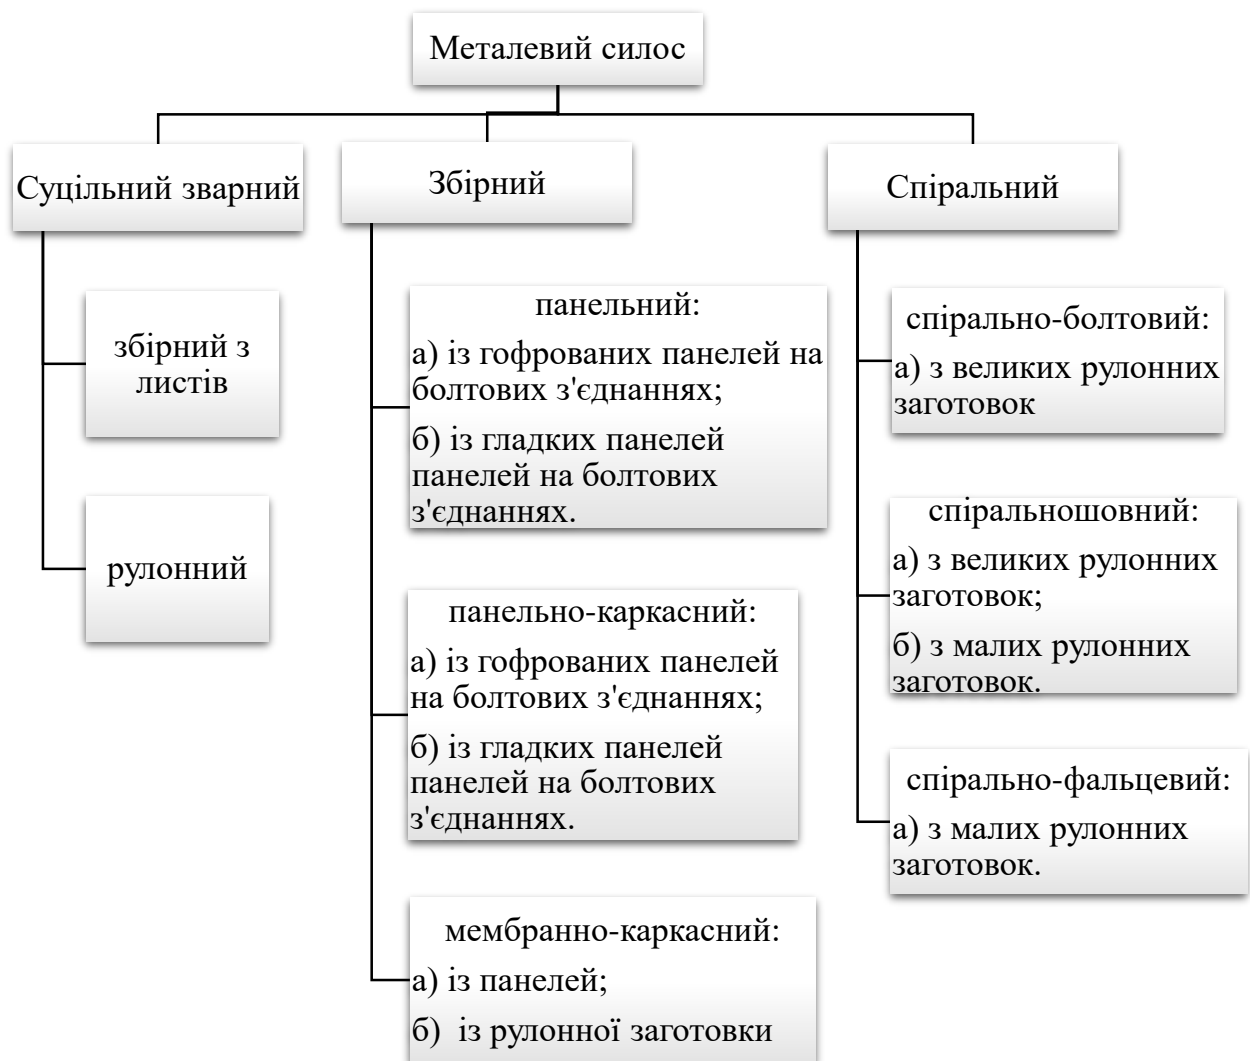 Металевий силос
Суцільний зварний
Збірний
Спіральний
збірний з
листів
рулонний
панельний:
а) із гофрованих панелей на
болтових з'єднаннях;
б) із гладких панелей
панелей на болтових
з'єднаннях.
панельно-каркасний:
а) із гофрованих панелей
на болтових з'єднаннях;
б) із гладких панелей
панелей на болтових
з'єднаннях.
мембранно-каркасний:
а) із панелей;
б) із рулонної заготовки
спірально-болтовий:
а) з великих рулонних
заготовок
спіральношовний:
а) з великих рулонних
заготовок;
б) з малих рулонних
заготовок.
спірально-фальцевий:
а) з малих рулонних
заготовок.